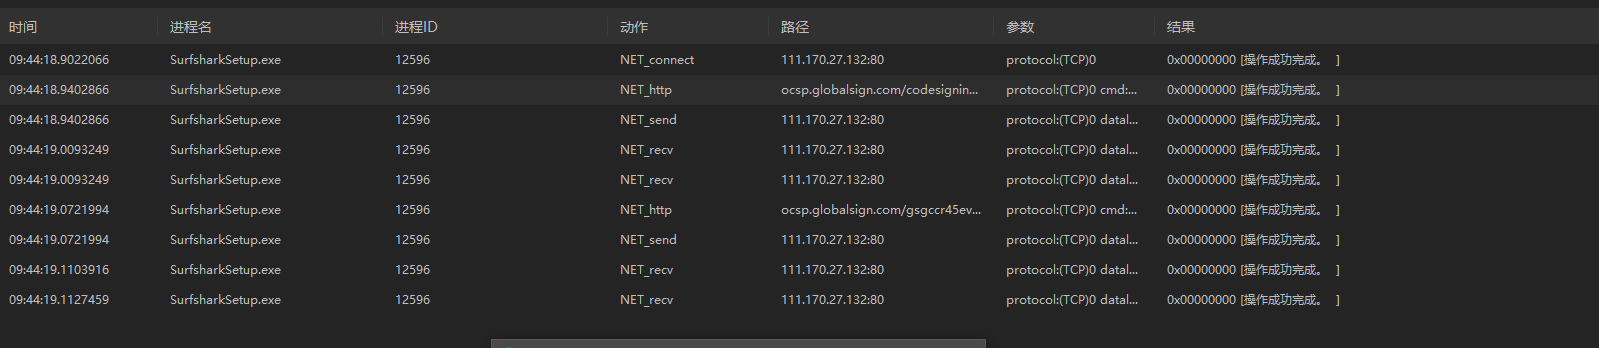 时间 进程名 进程ID 动作 路径 参数 结果
09:44:18.9022066 SurfsharkSetup.exe 12596 NET_connect 111.170.27.132:80 protocol:(TCP)0 0x00000000 [操作成功完成。 ]
09:44:18.9402866 SurfsharkSetup.exe 12596 NET_http ocsp.globalsign.com/codesignin... protocol:(TCP)0 cmd:... 0x00000000 [操作成功完成。 ]
09:44:18.9402866 SurfsharkSetup.exe 12596 NET_send 111.170.27.132:80 protocol:(TCP)0 datal... 0x00000000 [操作成功完成。 ]
09:44:19.0093249 SurfsharkSetup.exe 12596 NET_recv 111.170.27.132:80 protocol:(TCP)0 datal... 0x00000000 [操作成功完成。 ]
09:44:19.0093249 SurfsharkSetup.exe 12596 NET_recv 111.170.27.132:80 protocol:(TCP)0 datal... 0x00000000 [操作成功完成。 ]
09:44:19.0721994 SurfsharkSetup.exe 12596 NET_http ocsp.globalsign.com/gsgccr45ev... protocol:(TCP)0 cmd:... 0x00000000 [操作成功完成。 ]
09:44:19.0721994 SurfsharkSetup.exe 12596 NET_send 111.170.27.132:80 protocol:(TCP)0 datal... 0x00000000 [操作成功完成。 ]
09:44:19.1103916 SurfsharkSetup.exe 12596 NET_recv 111.170.27.132:80 protocol:(TCP)0 datal... 0x00000000 [操作成功完成。 ]
09:44:19.1127459 SurfsharkSetup.exe 12596 NET_recv 111.170.27.132:80 protocol:(TCP)0 datal... 0x00000000 [操作成功完成。 ]